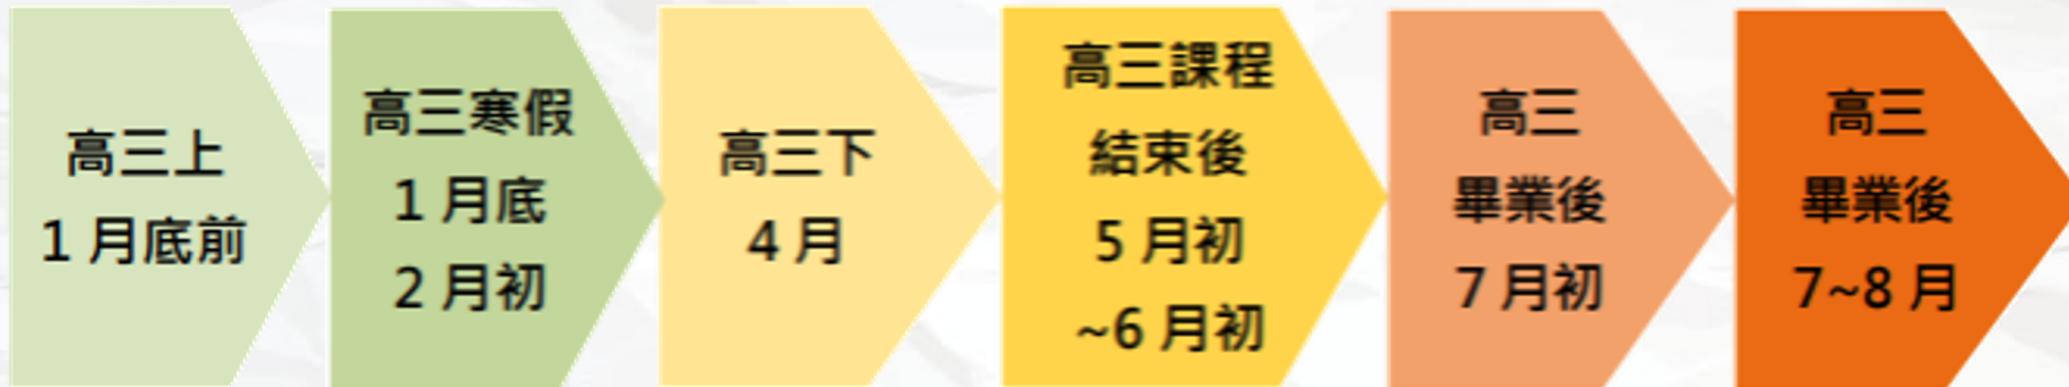 高三上
1 月底前
高三寒假
1 月底
2 月初
高三下
4 月
高三課程
結束後
5 月初
~6 月初
高三
畢業後
7 月初
高三
畢業後
7~8 月